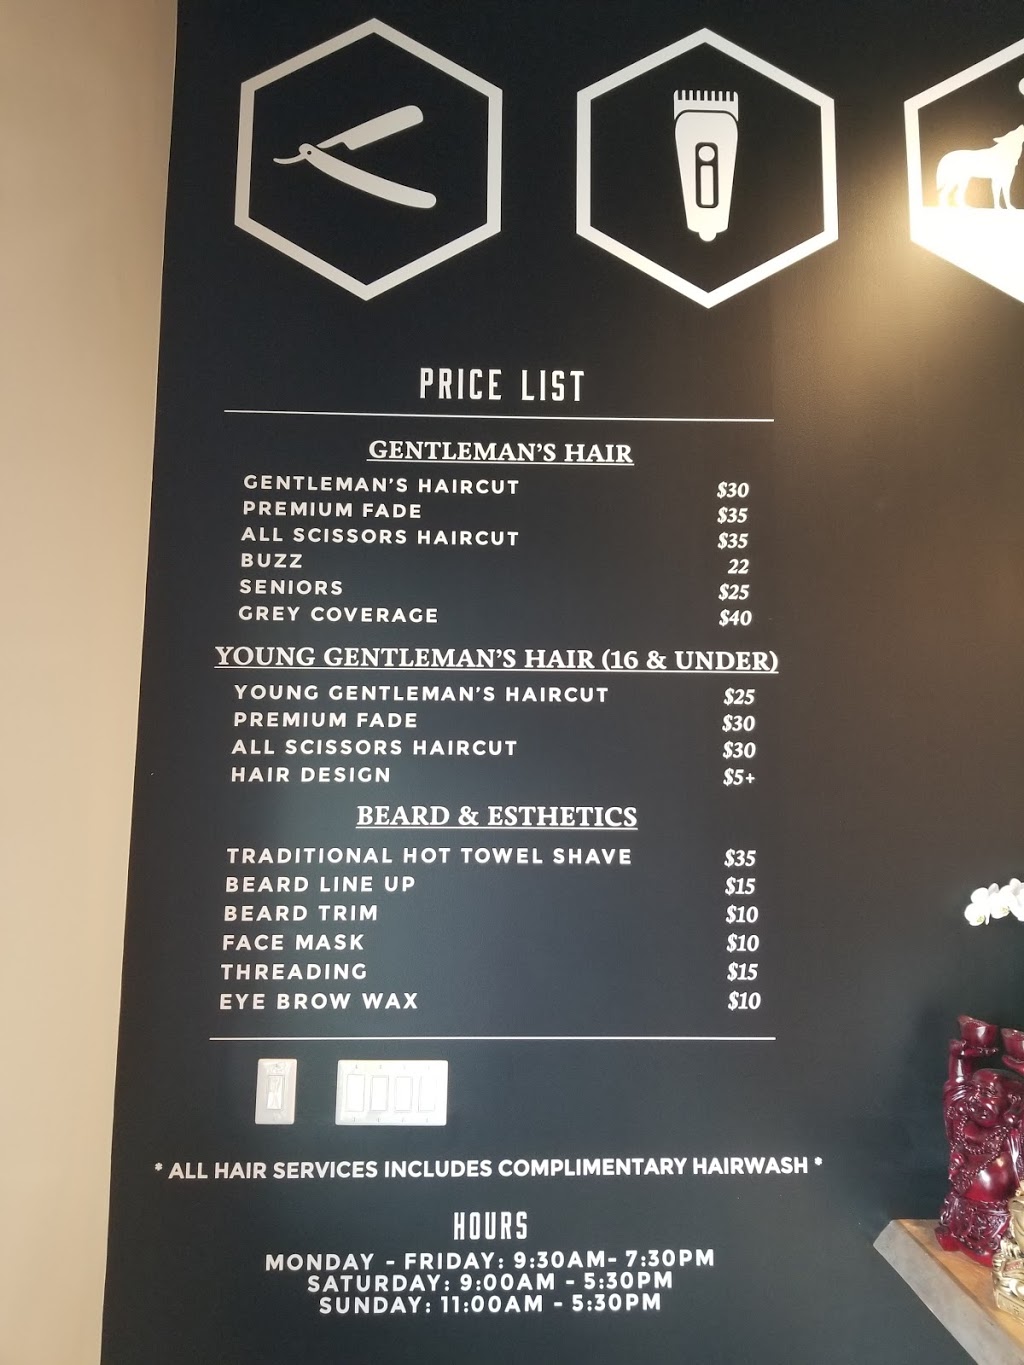 PRICE LIST
GENTLEMAN'S HAIR
GENTLEMAN'S HAIRCUT $30
PREMIUM FADE $35
ALL SCISSORS HAIRCUT $35
BUZZ 22
SENIORS $25
GREY COVERAGE $40
YOUNG GENTLEMAN'S HAIR (16 & UNDER)
YOUNG GENTLEMAN'S HAIRCUT $25
PREMIUM FADE $30
ALL SCISSORS HAIRCUT $30
HAIR DESIGN $5+
BEARD & ESTHETICS
TRADITIONAL HOT TOWEL SHAVE $35
BEARD LINE UP $15
BEARD TRIM $10
FACE MASK $10
THREADING $15
EYE BROW WAX $10
* ALL HAIR SERVICES INCLUDES COMPLIMENTARY HAIRWASH *
HOURS
MONDAY - FRIDAY: 9:30AM- 7:30PM
SATURDAY: 9:00AM - 5:30PM
SUNDAY: 11:00AM - 5:30PM